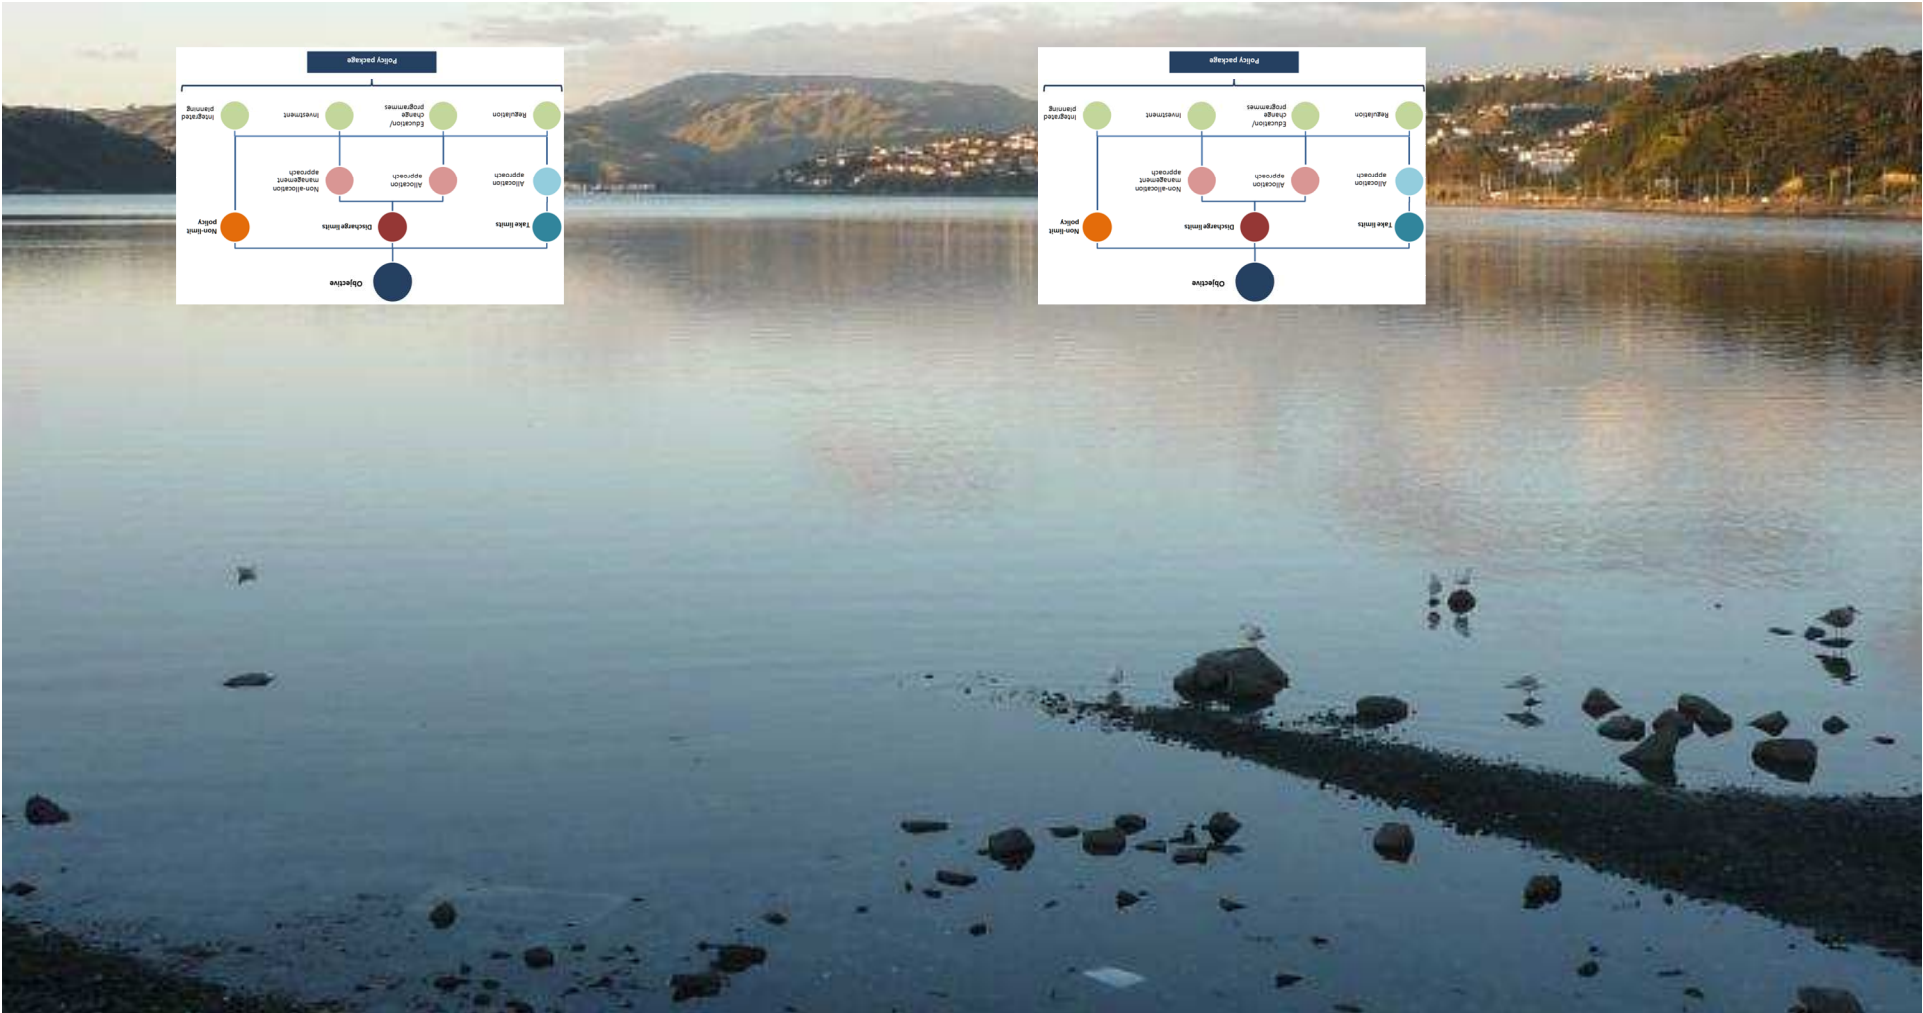 Objective
Take limits
Discharge limits
Non-limit
policy
Allocation
approach
Allocation
approach
Non-allocation
management
approach
Regulation
Education/
change
programmes
Investment
Integrated
planning
Policy package
Objective
Take limits
Discharge limits
Non-limit
policy
Allocation
approach
Allocation
approach
Non-allocation
management
approach
Regulation
Education/
change
programmes
Investment
Integrated
planning
Policy package